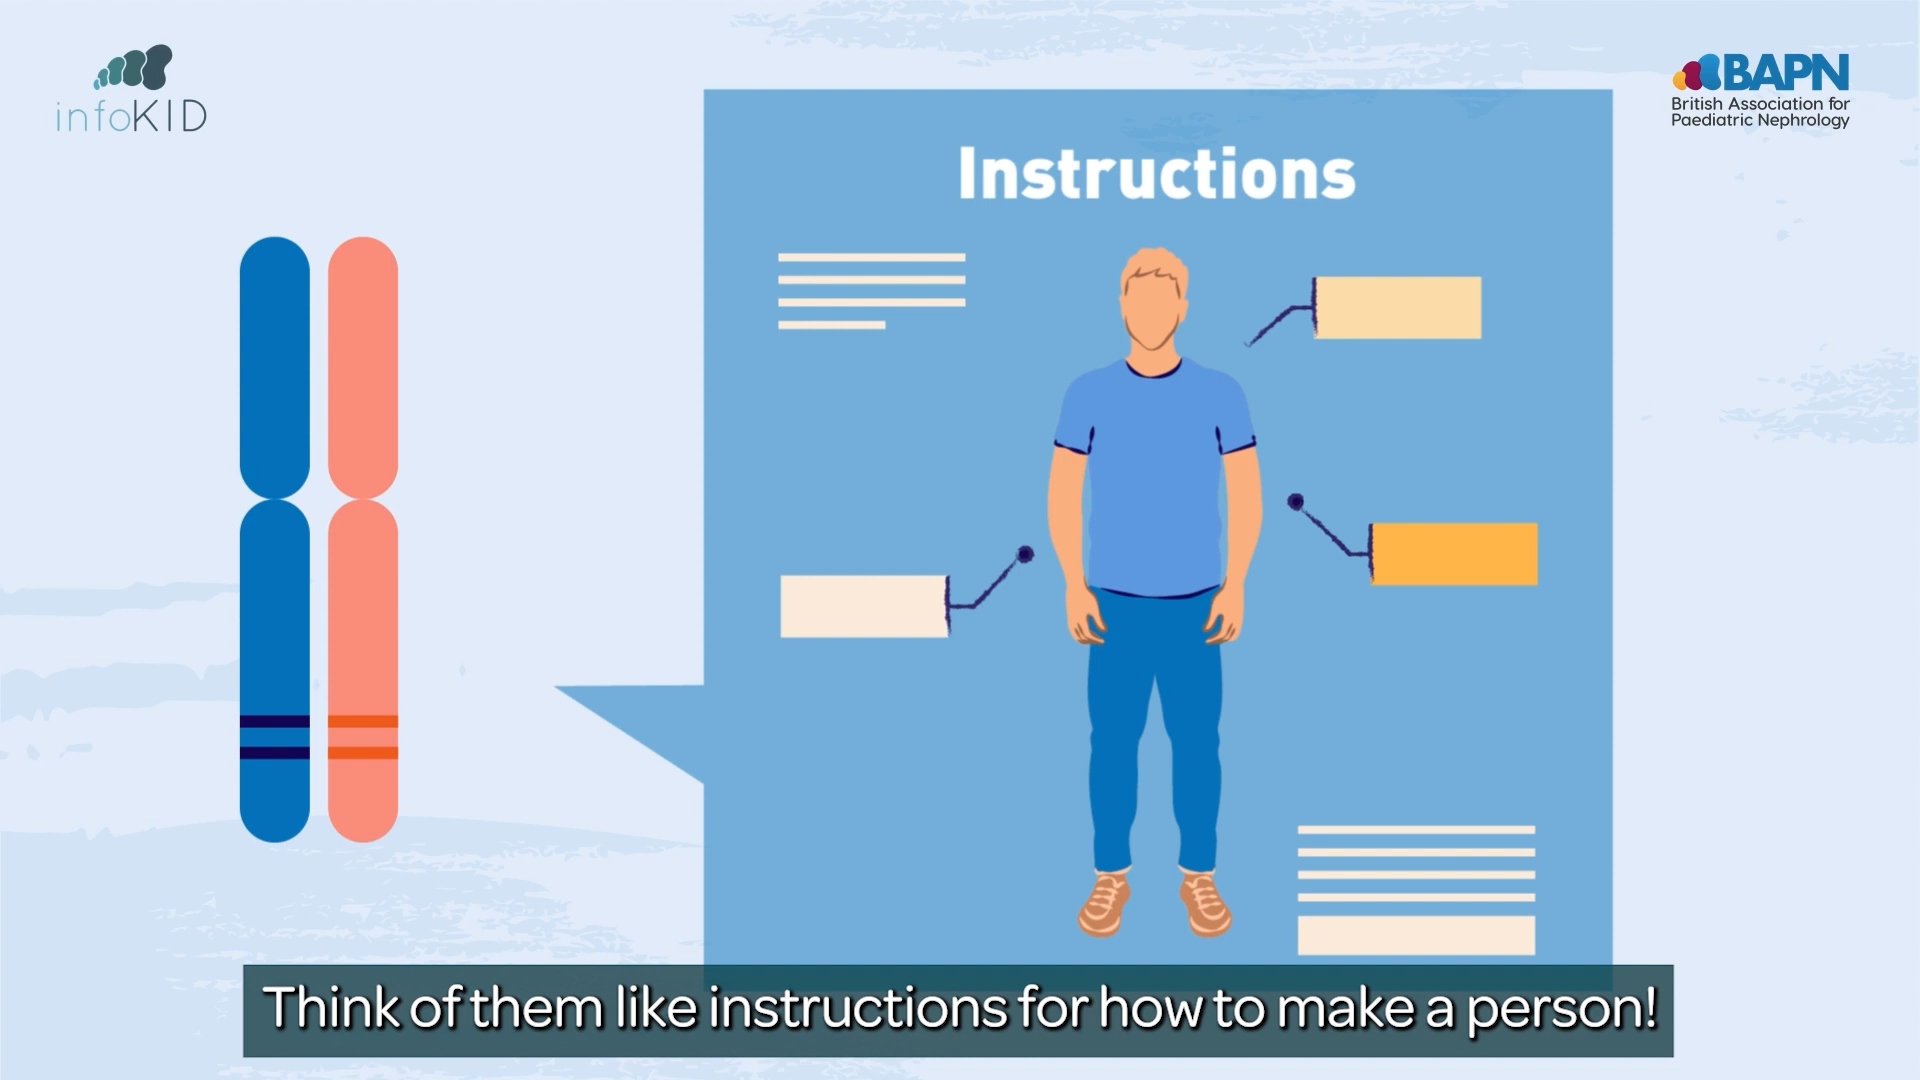 infoKID
BAPN
British Association for
Paediatric Nephrology
Instructions
Think of them like instructions for how to make a person!